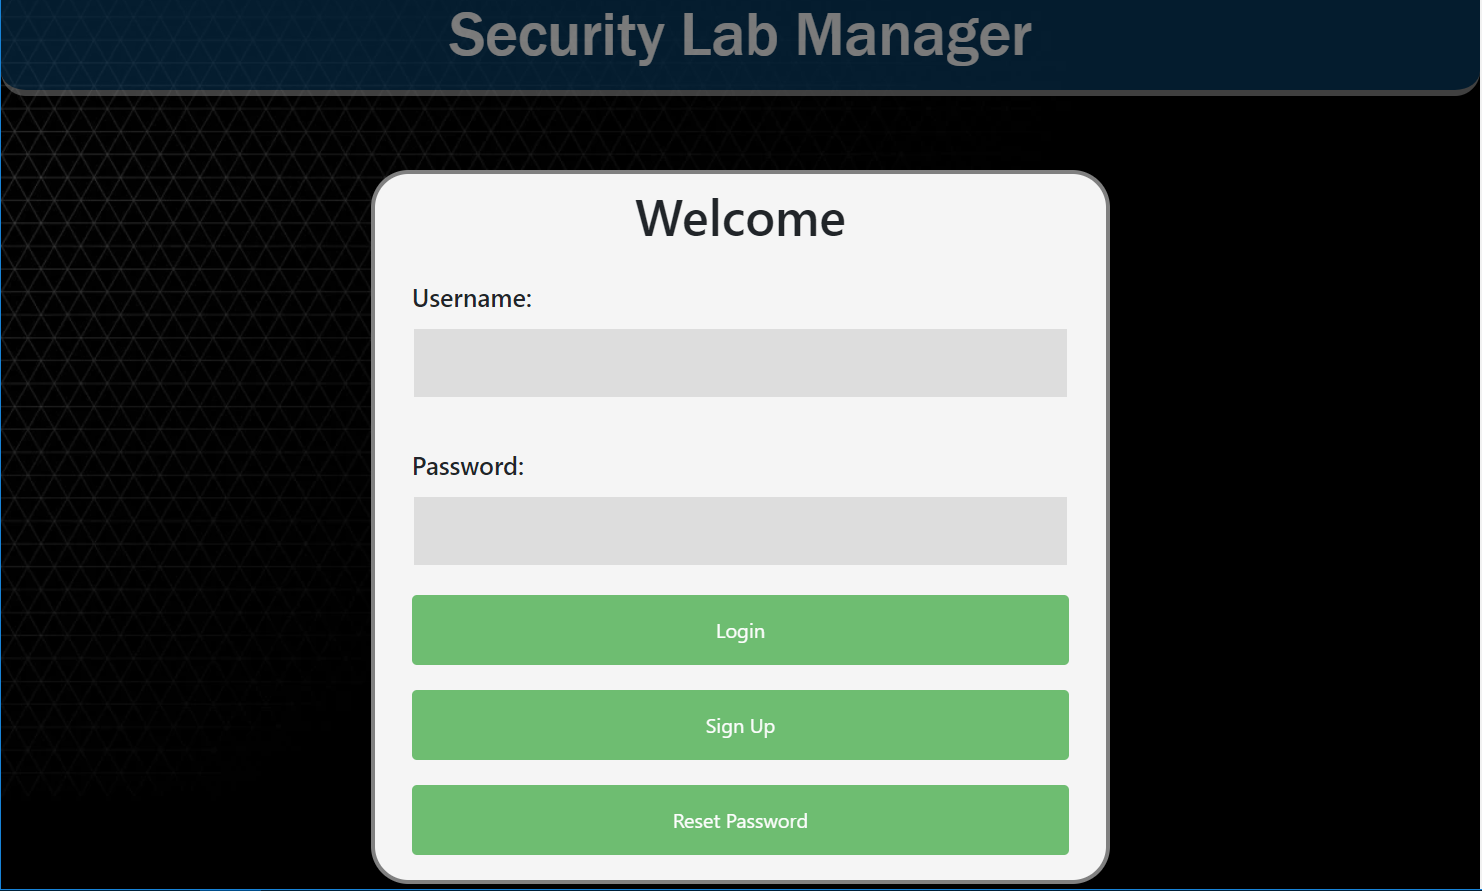 Security Lab Manager
Welcome
Username:
Password:
Login
Sign Up
Reset Password